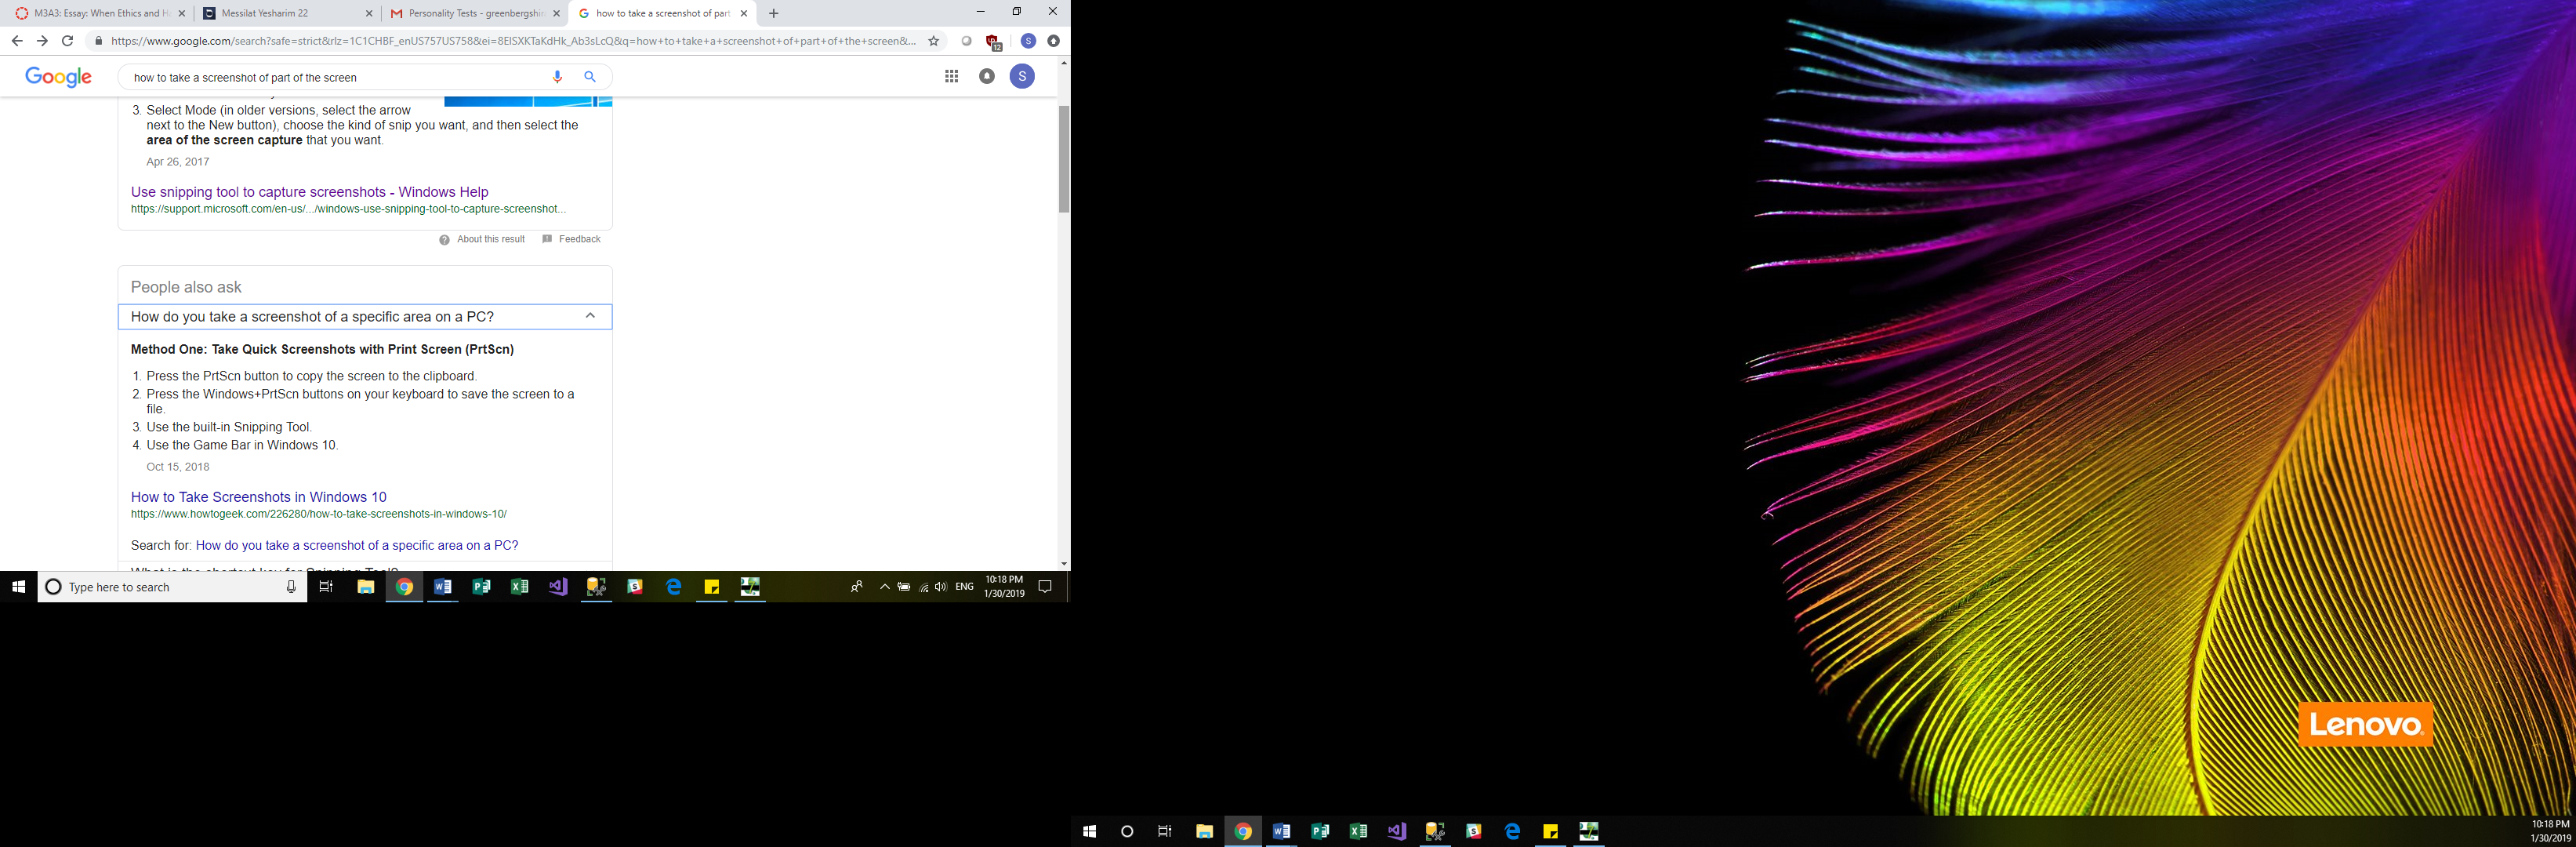 M3A3: Essay: When Ethics and H
Messilat Yesharim 22
Personality Tests - greenbergshir
how to take a screenshot of part
https://www.google.com/search?safe=strict&rlz=1C1CHBF_enUS757US758&ei=8EISXKTaKdHk_Ab3sLcQ&q=how+to+take+a+screenshot+of+part+of+the+screen&...
12
S
Google
how to take a screenshot of part of the screen
S
3. Select Mode (in older versions, select the arrow
next to the New button), choose the kind of snip you want, and then select the
area of the screen capture that you want.
Apr 26, 2017
Use snipping tool to capture screenshots - Windows Help
https://support.microsoft.com/en-us/.../windows-use-snipping-tool-to-capture-screenshot...
About this result
Feedback
People also ask
How do you take a screenshot of a specific area on a PC?
Method One: Take Quick Screenshots with Print Screen (PrtScn)
1. Press the PrtScn button to copy the screen to the clipboard.
2. Press the Windows+PrtScn buttons on your keyboard to save the screen to a
file.
3. Use the built-in Snipping Tool.
4. Use the Game Bar in Windows 10.
Oct 15, 2018
How to Take Screenshots in Windows 10
https://www.howtogeek.com/226280/how-to-take-screenshots-in-windows-10/
Search for: How do you take a screenshot of a specific area on a PC?
What is the shortcut key for Snipping Tool?
Type here to search
ENG
10:18 PM
1/30/2019
Lenovo
10:18 PM
1/30/2019